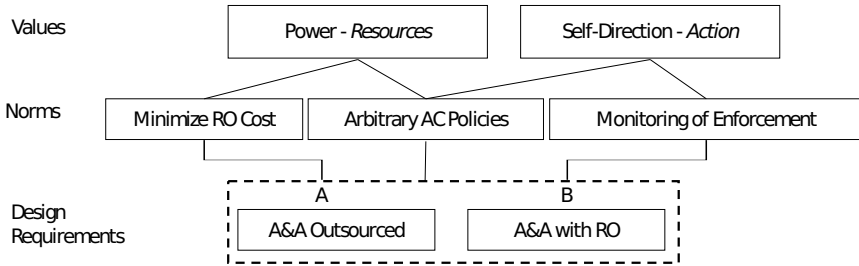 Values
Power - Resources
Self-Direction - Action
Norms
Minimize RO Cost
Arbitrary AC Policies
Monitoring of Enforcement
A
B
Design
Requirements
A&A Outsourced
A&A with RO